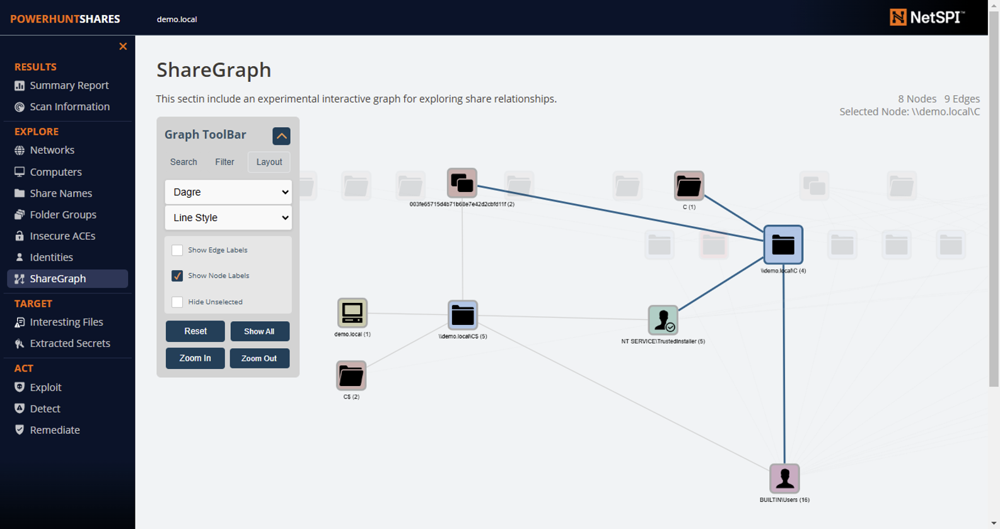 POWERHUNTSHARES
demo.local
NetSPI™
RESULTS
Summary Report
Scan Information
EXPLORE
Networks
Computers
Share Names
Folder Groups
Insecure ACEs
Identities
ShareGraph
TARGET
Interesting Files
Extracted Secrets
ACT
Exploit
Detect
Remediate
ShareGraph
This sectin include an experimental interactive graph for exploring share relationships.
8 Nodes 9 Edges
Selected Node: \\demo.local\C
Graph ToolBar
Search Filter Layout
Dagre
Line Style
Show Edge Labels
Show Node Labels
Hide Unselected
Reset Show All
Zoom In Zoom Out
003fe65715d4b71b68e7e42d2cbfd11f (2)
C (1)
\\demo.local\C (4)
demo.local (1)
\\demo.local\C$ (5)
NT SERVICE\TrustedInstaller (5)
C$ (2)
BUILTIN\Users (16)